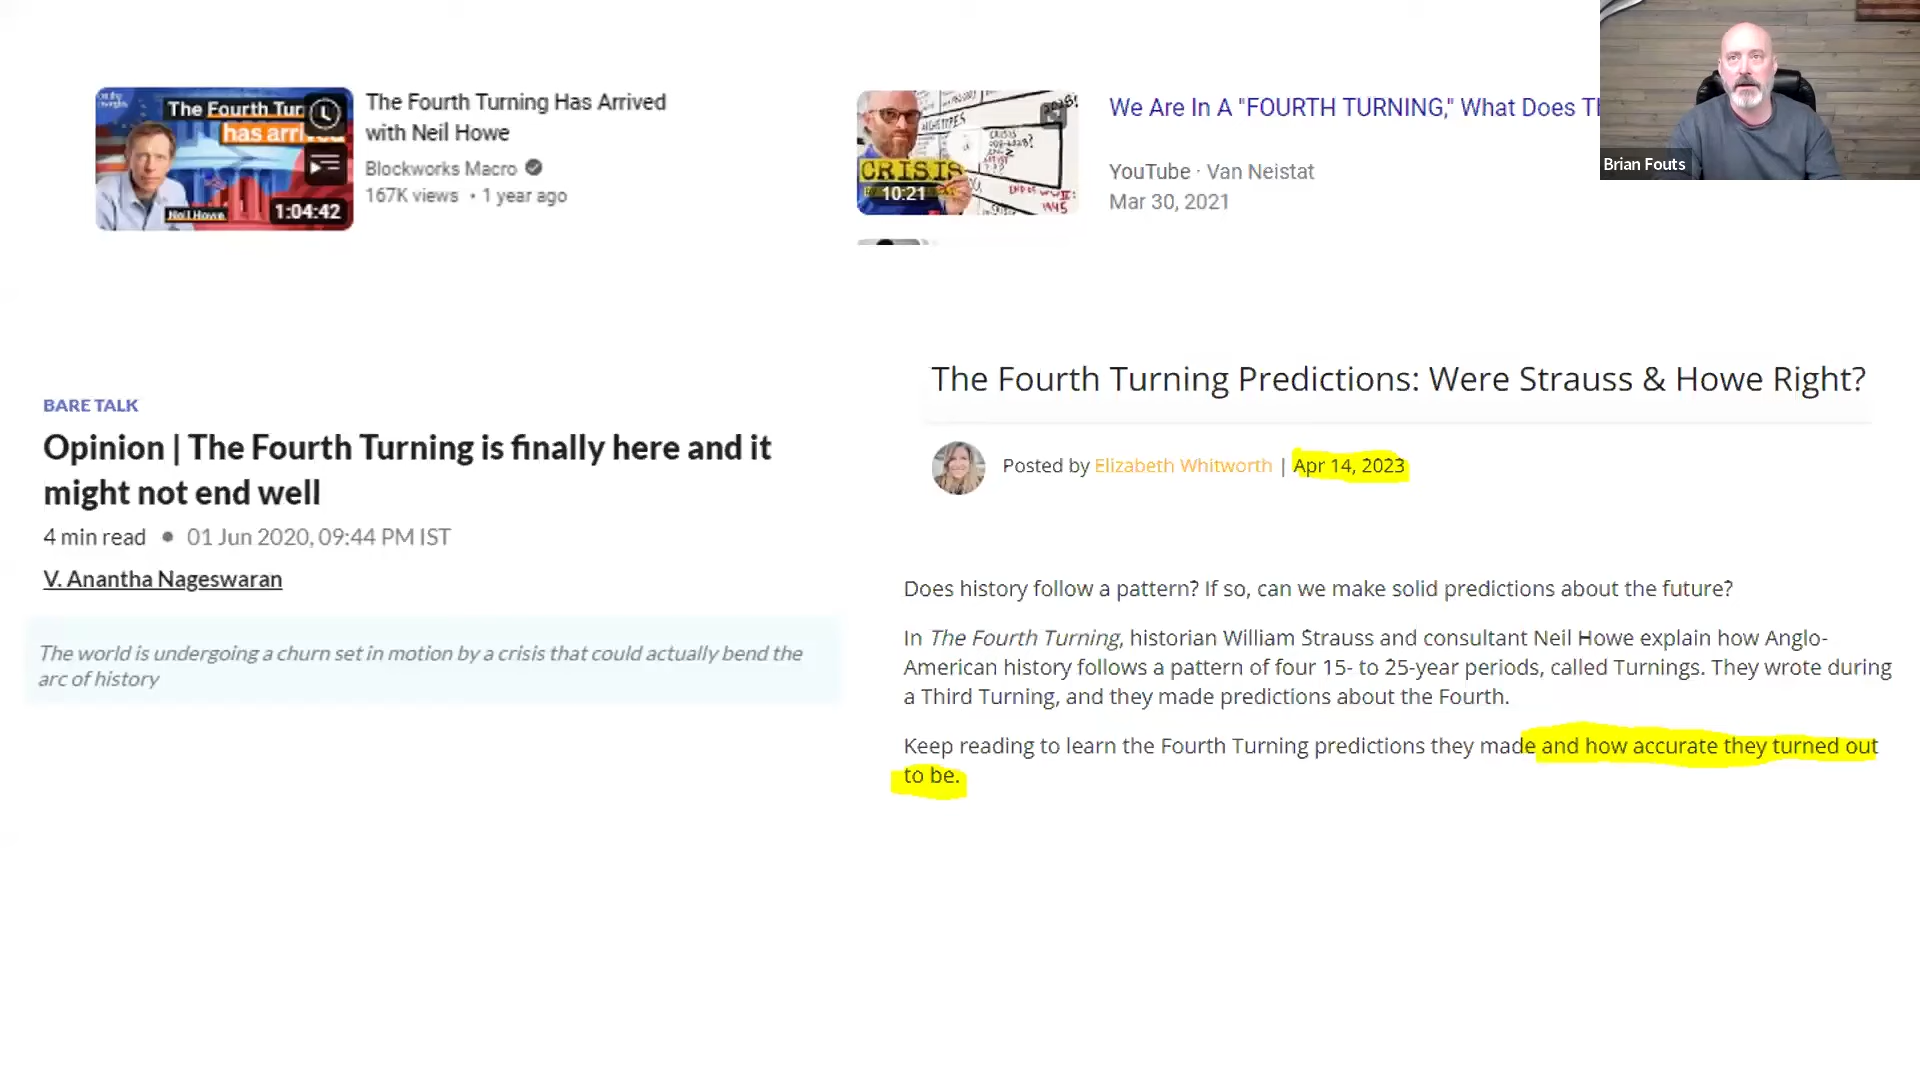 The Fourth Tur
has arri
Neil Howe
1:04:42
The Fourth Turning Has Arrived
with Neil Howe
Blockworks Macro
167K views • 1 year ago
CRISIS
10:21
We Are In A "FOURTH TURNING," What Does Th
YouTube · Van Neistat
Mar 30, 2021
Brian Fouts
BARE TALK
Opinion | The Fourth Turning is finally here and it
might not end well
4 min read ● 01 Jun 2020, 09:44 PM IST
V. Anantha Nageswaran
The world is undergoing a churn set in motion by a crisis that could actually bend the
arc of history
The Fourth Turning Predictions: Were Strauss & Howe Right?
Posted by Elizabeth Whitworth | Apr 14, 2023
Does history follow a pattern? If so, can we make solid predictions about the future?
In The Fourth Turning, historian William Strauss and consultant Neil Howe explain how Anglo-
American history follows a pattern of four 15- to 25-year periods, called Turnings. They wrote during
a Third Turning, and they made predictions about the Fourth.
Keep reading to learn the Fourth Turning predictions they made and how accurate they turned out
to be.